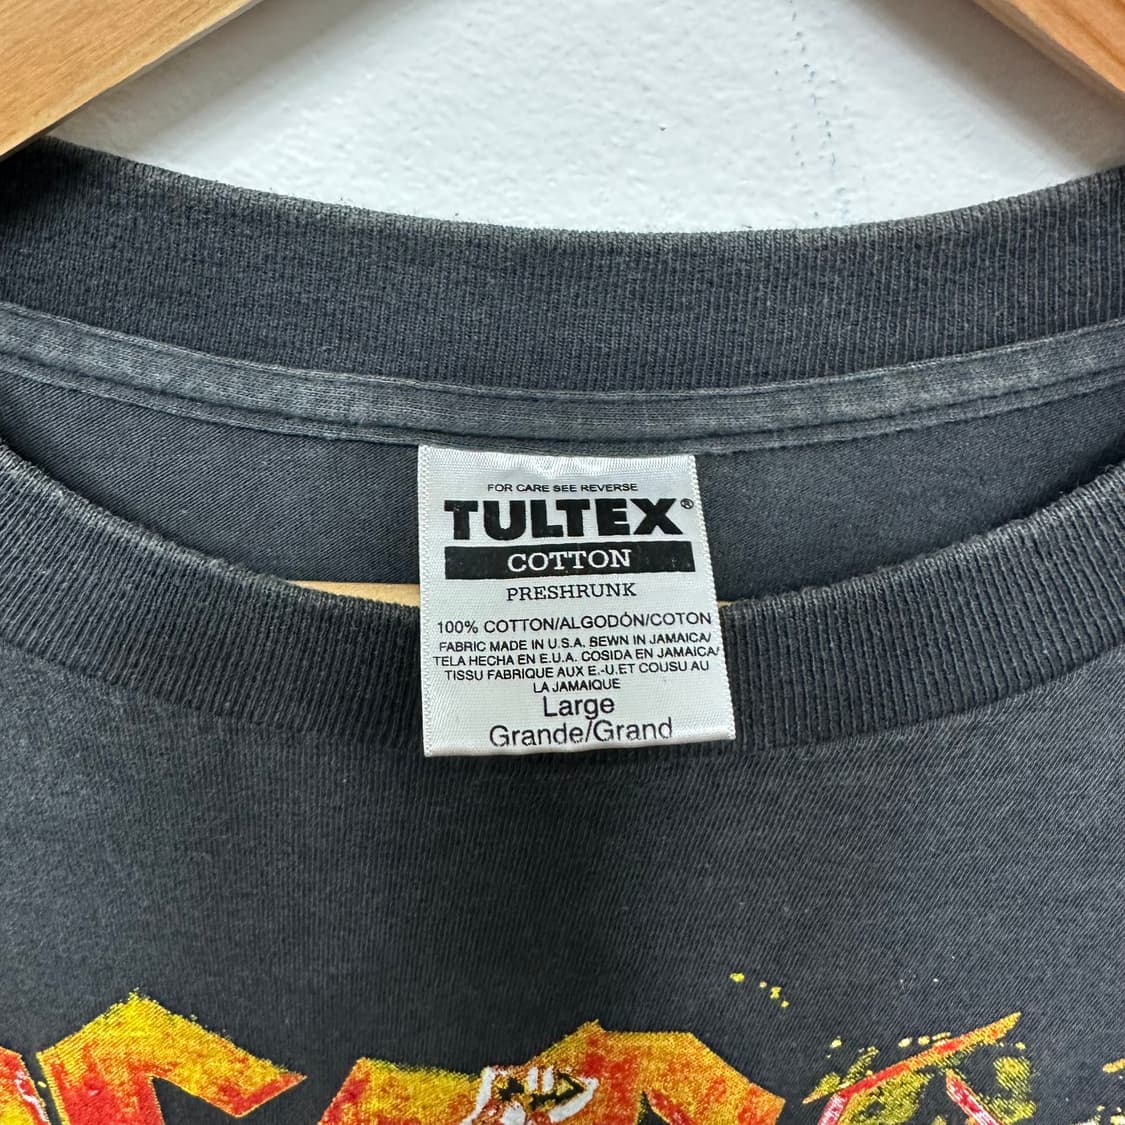 FOR CARE SEE REVERSE
TULTEX®
COTTON
PRESHRUNK
100% COTTON/ALGODÓN/COTON
FABRIC MADE IN U.S.A. SEWN IN JAMAICA/
TELA HECHA EN E.U.A. COSIDA EN JAMAICA/
TISSU FABRIQUE AUX E.-U.ET COUSU AU
LA JAMAIQUE
Large
Grande/Grand